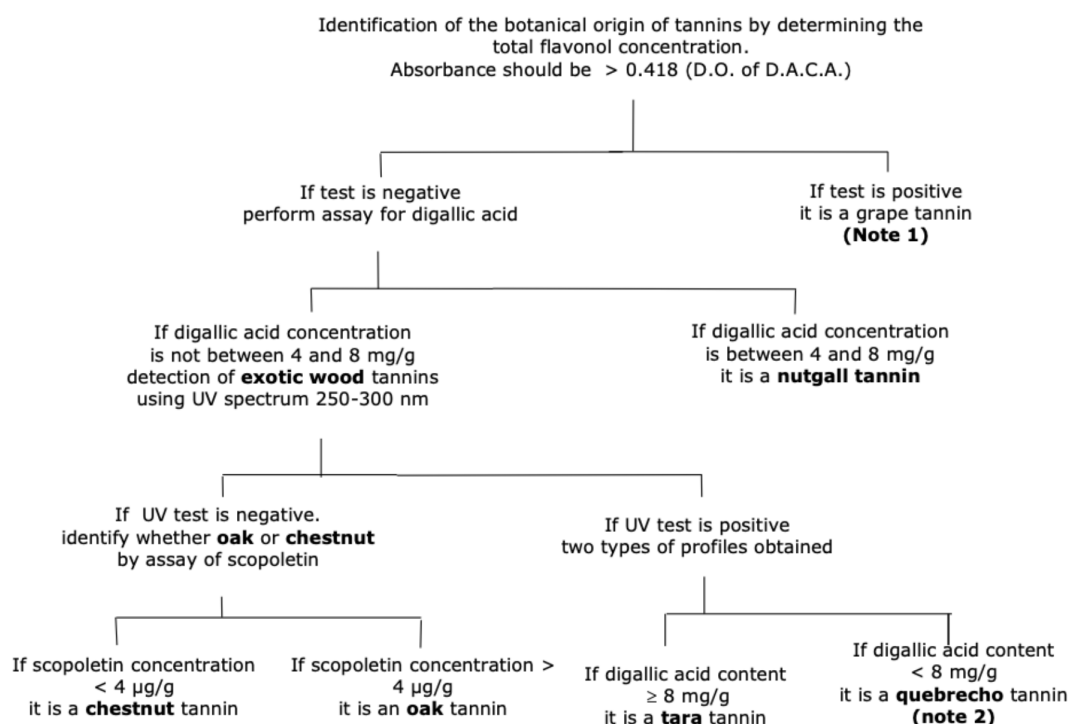 Identification of the botanical origin of tannins by determining the
total flavonol concentration.
Absorbance should be > 0.418 (D.O. of D.A.C.A.)
If test is negative
perform assay for digallic acid
If test is positive
it is a grape tannin
(Note 1)
If digallic acid concentration
is not between 4 and 8 mg/g
detection of exotic wood tannins
using UV spectrum 250-300 nm
If digallic acid concentration
is between 4 and 8 mg/g
it is a nutgall tannin
If UV test is negative.
identify whether oak or chestnut
by assay of scopoletin
If UV test is positive
two types of profiles obtained
If scopoletin concentration
< 4 µg/g
it is a chestnut tannin
If scopoletin concentration >
4 µg/g
it is an oak tannin
If digallic acid content
≥ 8 mg/g
it is a tara tannin
If digallic acid content
< 8 mg/g
it is a quebrecho tannin
(note 2)